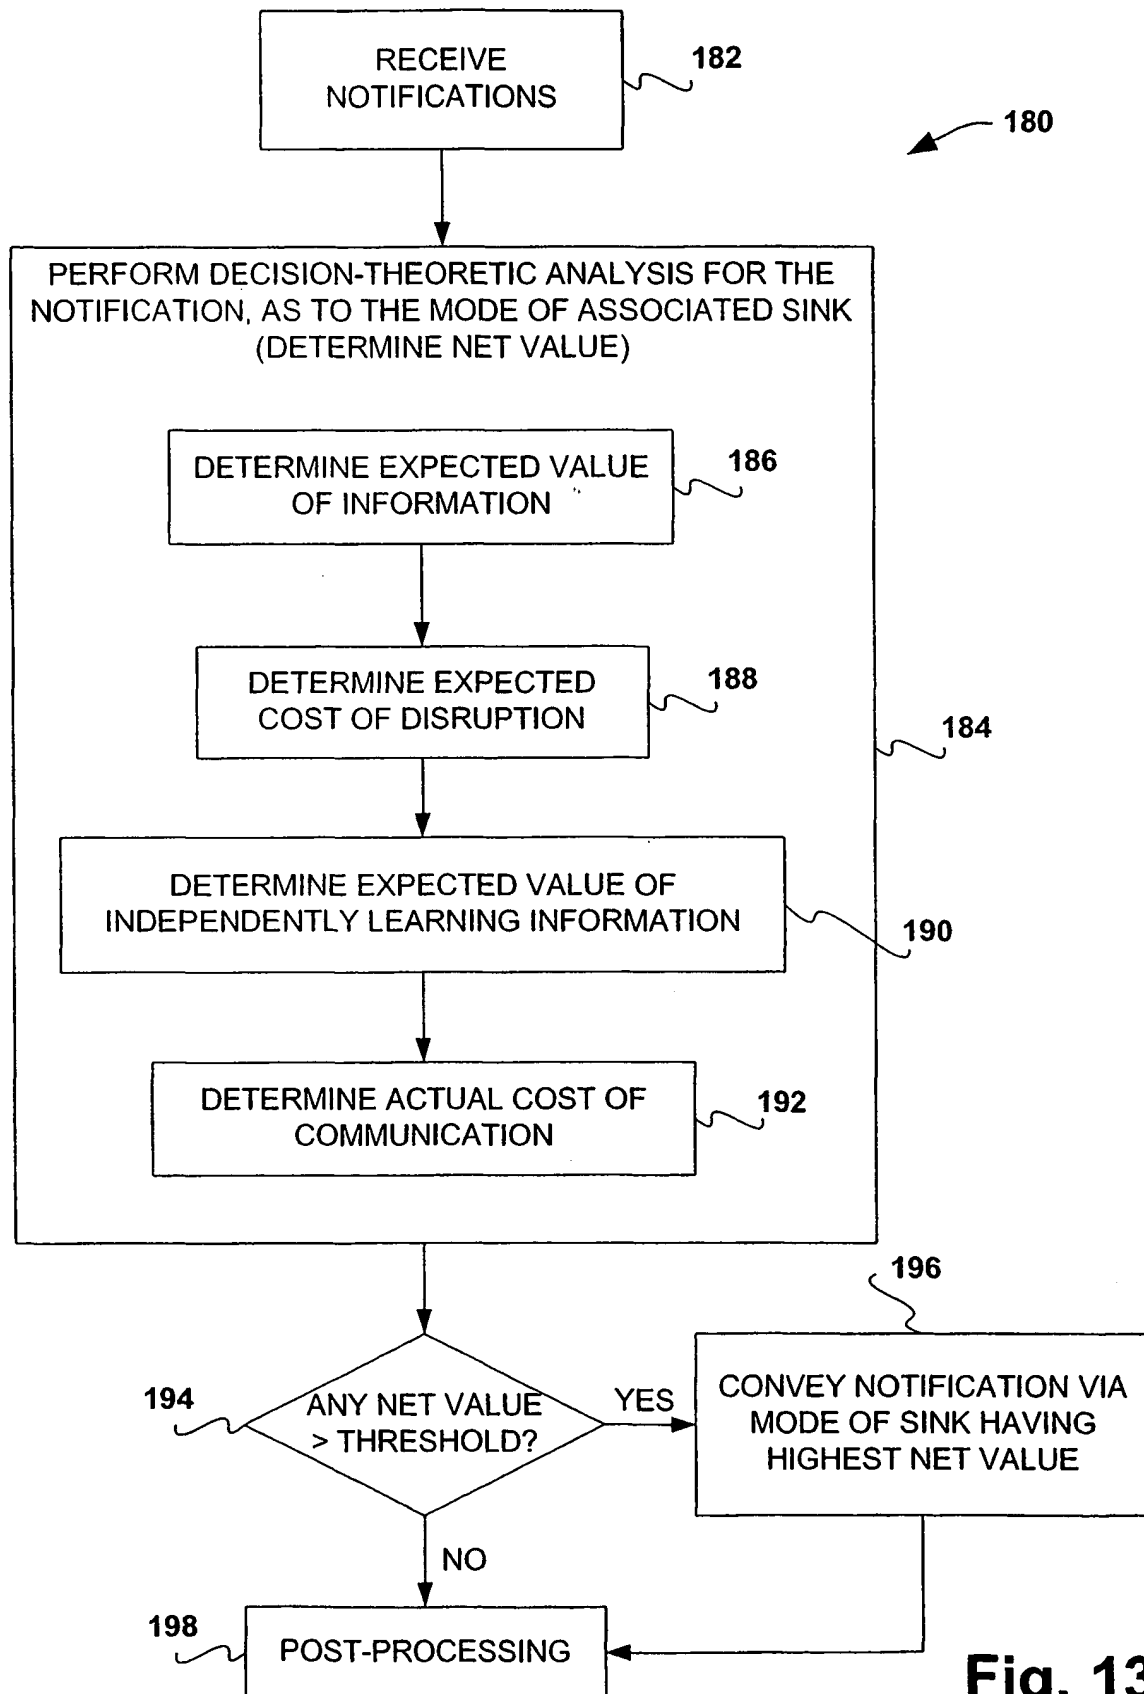 RECEIVE
NOTIFICATIONS
182
180
PERFORM DECISION-THEORETIC ANALYSIS FOR THE
NOTIFICATION, AS TO THE MODE OF ASSOCIATED SINK
(DETERMINE NET VALUE)
DETERMINE EXPECTED VALUE
OF INFORMATION
186
DETERMINE EXPECTED
COST OF DISRUPTION
188
184
DETERMINE EXPECTED VALUE OF
INDEPENDENTLY LEARNING INFORMATION
190
DETERMINE ACTUAL COST OF
COMMUNICATION
192
196
194
ANY NET VALUE
> THRESHOLD?
YES
CONVEY NOTIFICATION VIA
MODE OF SINK HAVING
HIGHEST NET VALUE
NO
198
POST-PROCESSING
Fig. 13